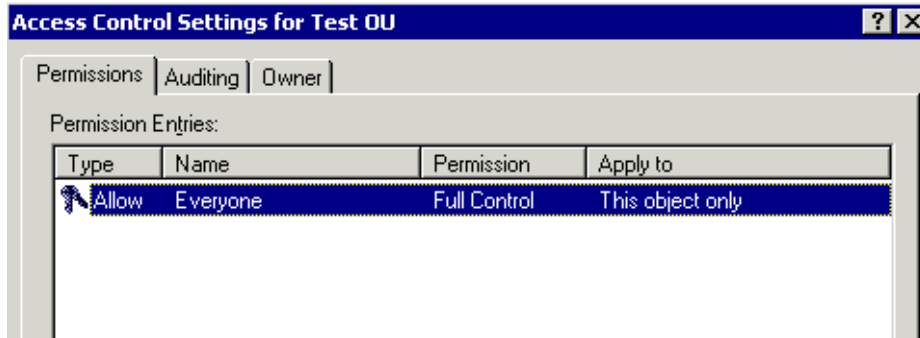 Access Control Settings for Test OU ? X
Permissions Auditing Owner
Permission Entries:
Type Name Permission Apply to
Allow Everyone Full Control This object only